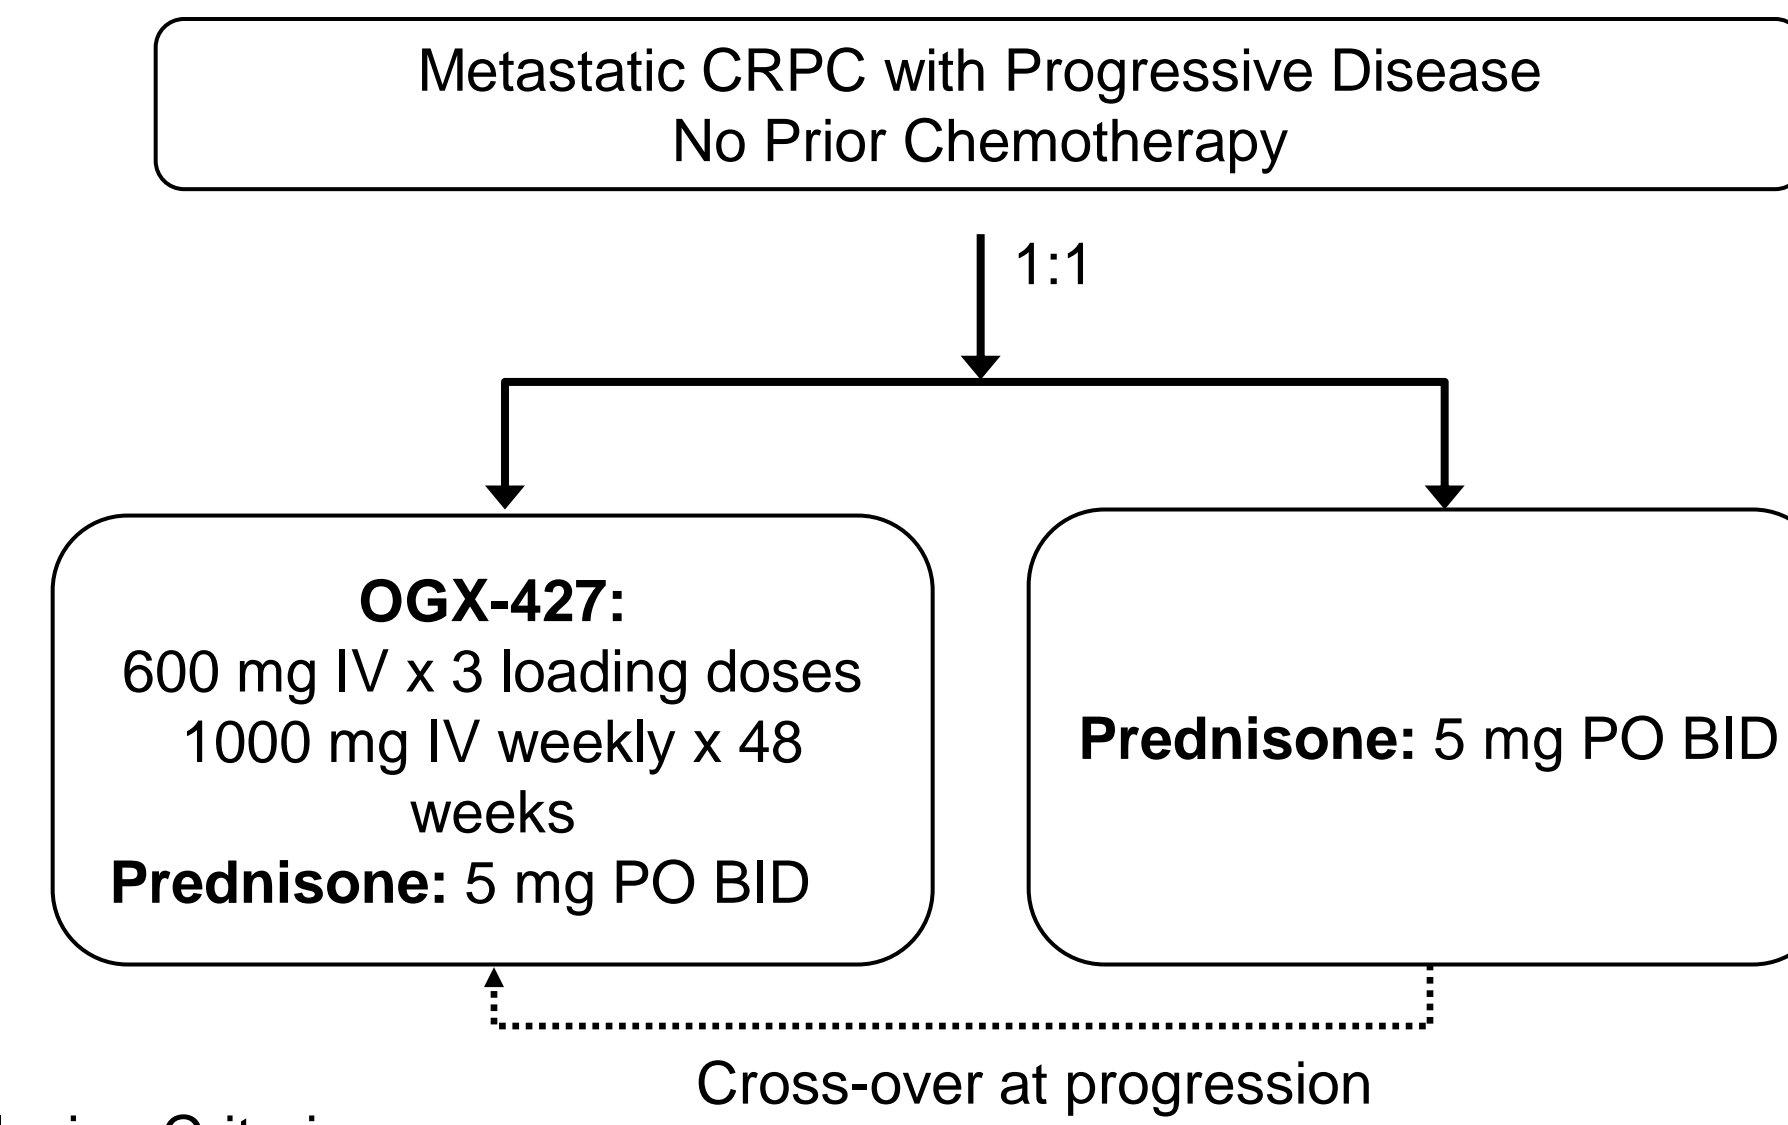 Metastatic CRPC with Progressive Disease
No Prior Chemotherapy
1:1
OGX-427:
600 mg IV x 3 loading doses
1000 mg IV weekly x 48
weeks
Prednisone: 5 mg PO BID
Prednisone: 5 mg PO BID
Cross-over at progression